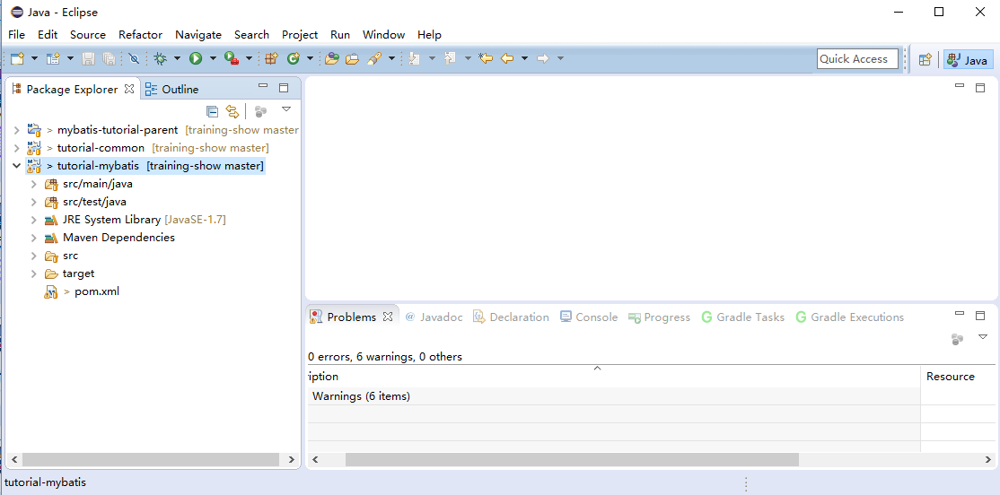 Java - Eclipse
File Edit Source Refactor Navigate Search Project Run Window Help
Quick Access Java
Package Explorer Outline
> mybatis-tutorial-parent [training-show master
> tutorial-common [training-show master]
> tutorial-mybatis [training-show master]
src/main/java
src/test/java
JRE System Library [JavaSE-1.7]
Maven Dependencies
src
target
> pom.xml
Problems @ Javadoc Declaration Console Progress Gradle Tasks Gradle Executions
0 errors, 6 warnings, 0 others
ription Resource
Warnings (6 items)
tutorial-mybatis